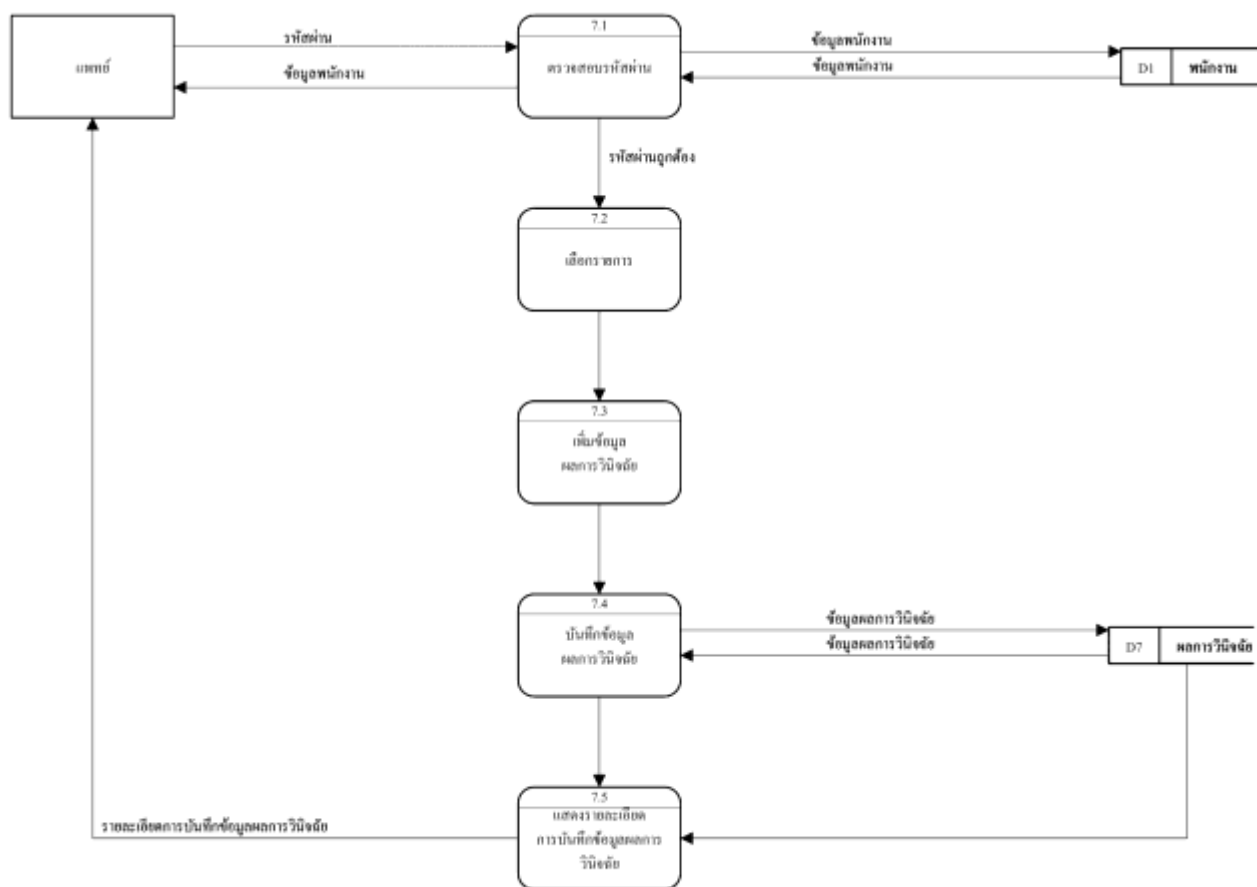 7.1
แพทย์
รหัสผ่าน
ตรวจสอบรหัสผ่าน
ข้อมูลพนักงาน
ข้อมูลพนักงาน
ข้อมูลพนักงาน
D1 พนักงาน
รหัสผ่านถูกต้อง
7.2
เลือกรายการ
7.3
เพิ่มข้อมูล
ผลการวินิจฉัย
7.4
บันทึกข้อมูล
ผลการวินิจฉัย
ข้อมูลผลการวินิจฉัย
ข้อมูลผลการวินิจฉัย
D7 ผลการวินิจฉัย
7.5
แสดงรายละเอียด
การบันทึกข้อมูลผลการ
วินิจฉัย
รายละเอียดการบันทึกข้อมูลผลการวินิจฉัย